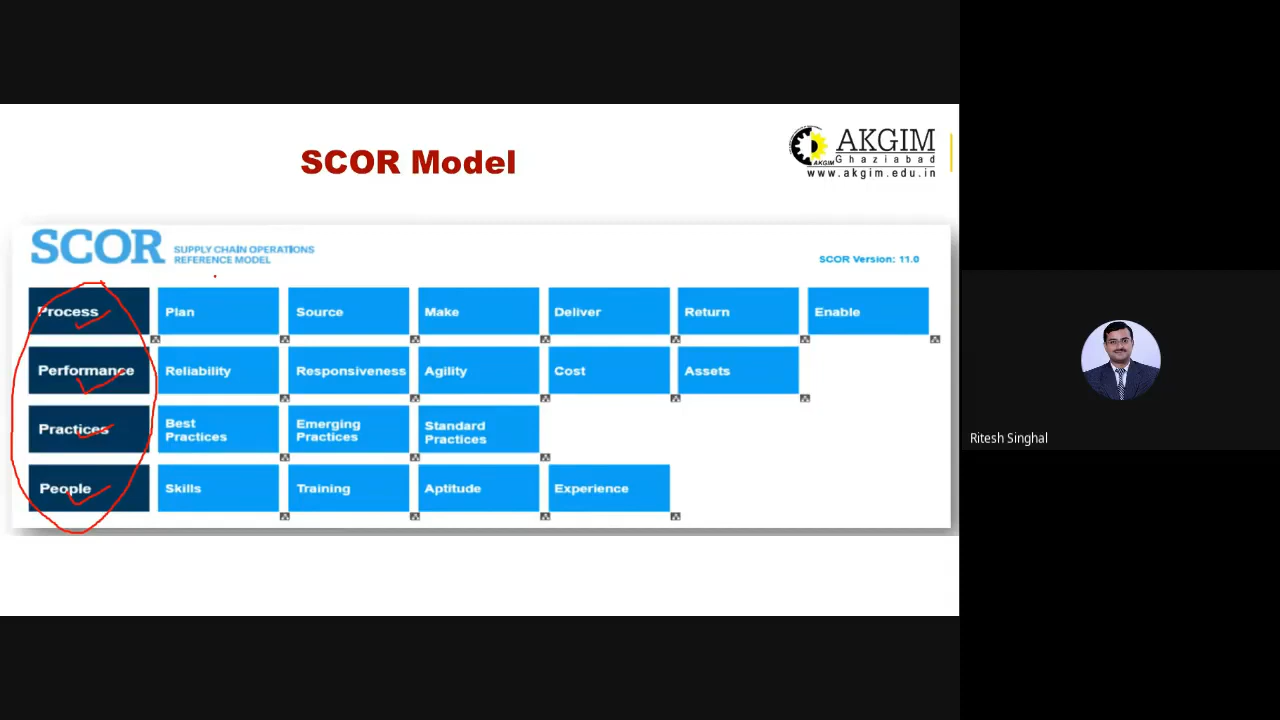 SCOR Model
AKGIM
Ghaziabad
www.akgim.edu.in
AKGIM
SCOR
SUPPLY CHAIN OPERATIONS
REFERENCE MODEL
SCOR Version: 11.0
Process Plan Source Make Deliver Return Enable
Performance Reliability Responsiveness Agility Cost Assets
Practices Best Practices Emerging Practices Standard Practices
People Skills Training Aptitude Experience
Ritesh Singhal